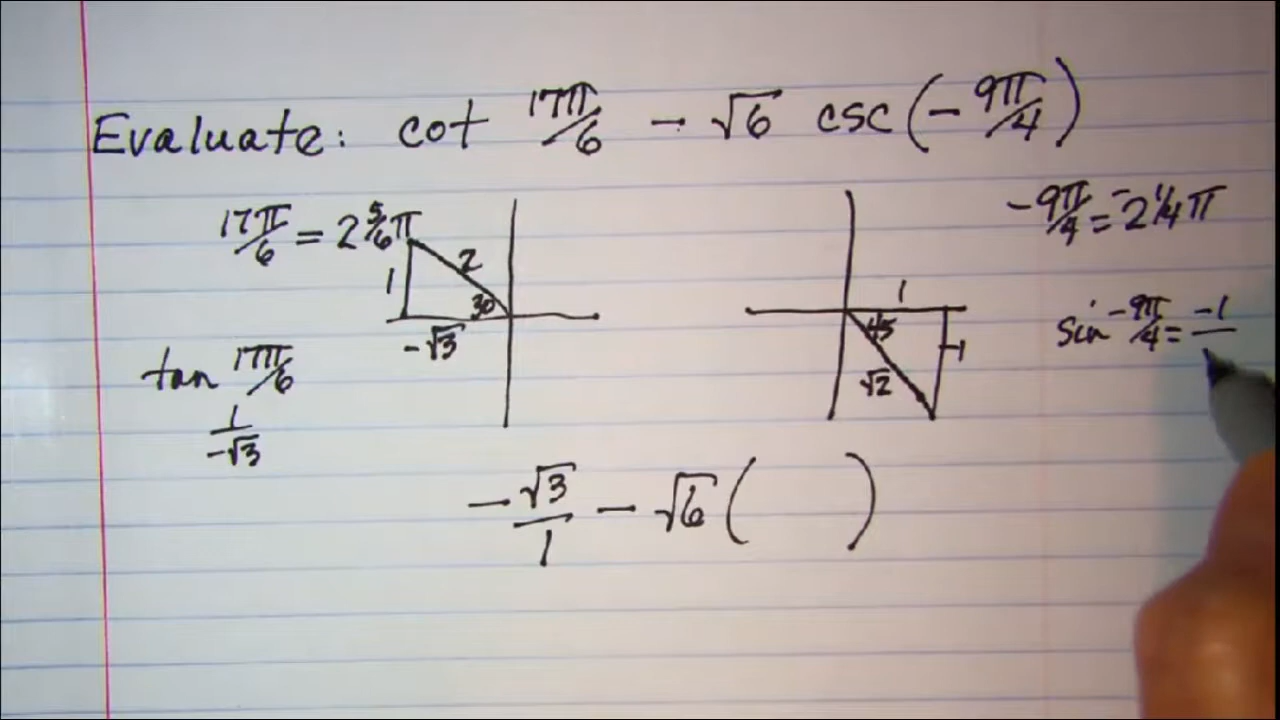 Evaluate: cot 17π/6 - √6 csc(-9π/4)
17π/6 = 2 5/6 π
-9π/4 = -2 1/4 π
1
2
30
-√3
1
45
-1
√2
sin -9π/4 = -1/
tan 17π/6
1/-√3
-√3/1 - √6( )